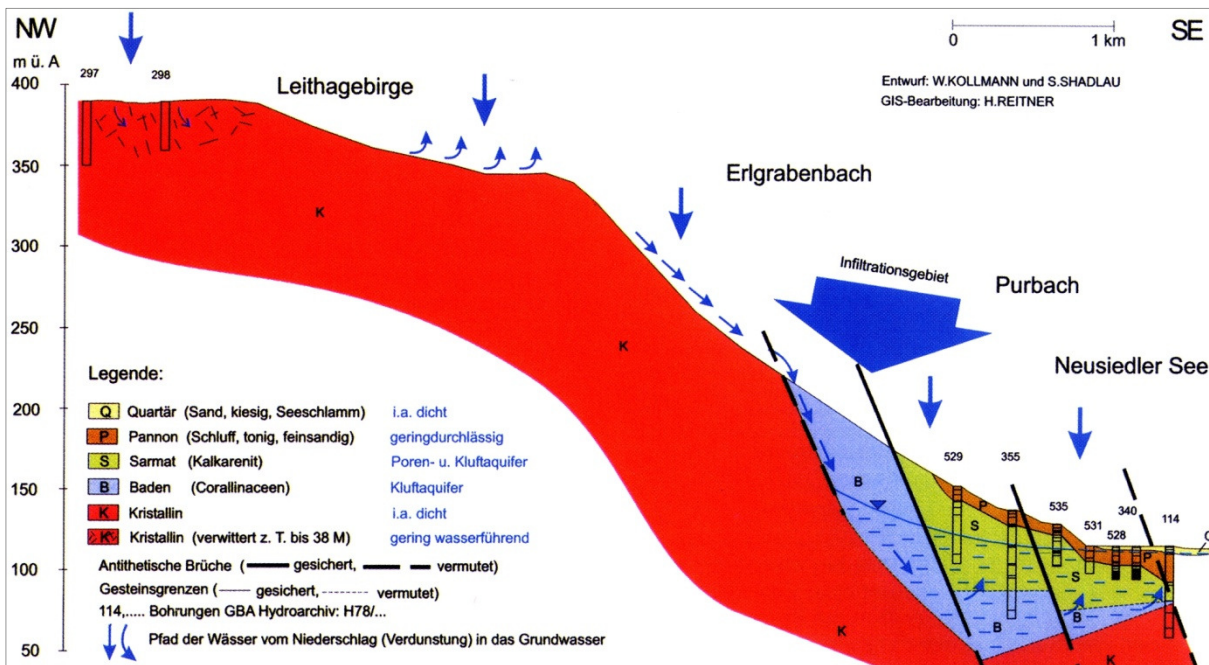 NW
SE
0
1 km
m ü. A
297
298
Leithagebirge
Entwurf: W.KOLLMANN und S.SHADLAU
GIS-Bearbeitung: H.REITNER
400
350
300
250
200
150
100
50
K
K
K
K
Erlgrabenbach
Infiltrationsgebiet
Purbach
Neusiedler See
529
355
535
531
528
340
114
P
P
S
S
B
B
B
Q
Legende:
Q Quartär (Sand, kiesig, Seeschlamm) i.a. dicht
P Pannon (Schluff, tonig, feinsandig) geringdurchlässig
S Sarmat (Kalkarenit) Poren- u. Kluftaquifer
B Baden (Corallinaceen) Kluftaquifer
K Kristallin i.a. dicht
K Kristallin (verwittert z. T. bis 38 M) gering wasserführend
Antithetische Brüche ( gesichert, vermutet)
Gesteinsgrenzen ( gesichert, vermutet)
114,..... Bohrungen GBA Hydroarchiv: H78/...
Pfad der Wässer vom Niederschlag (Verdunstung) in das Grundwasser